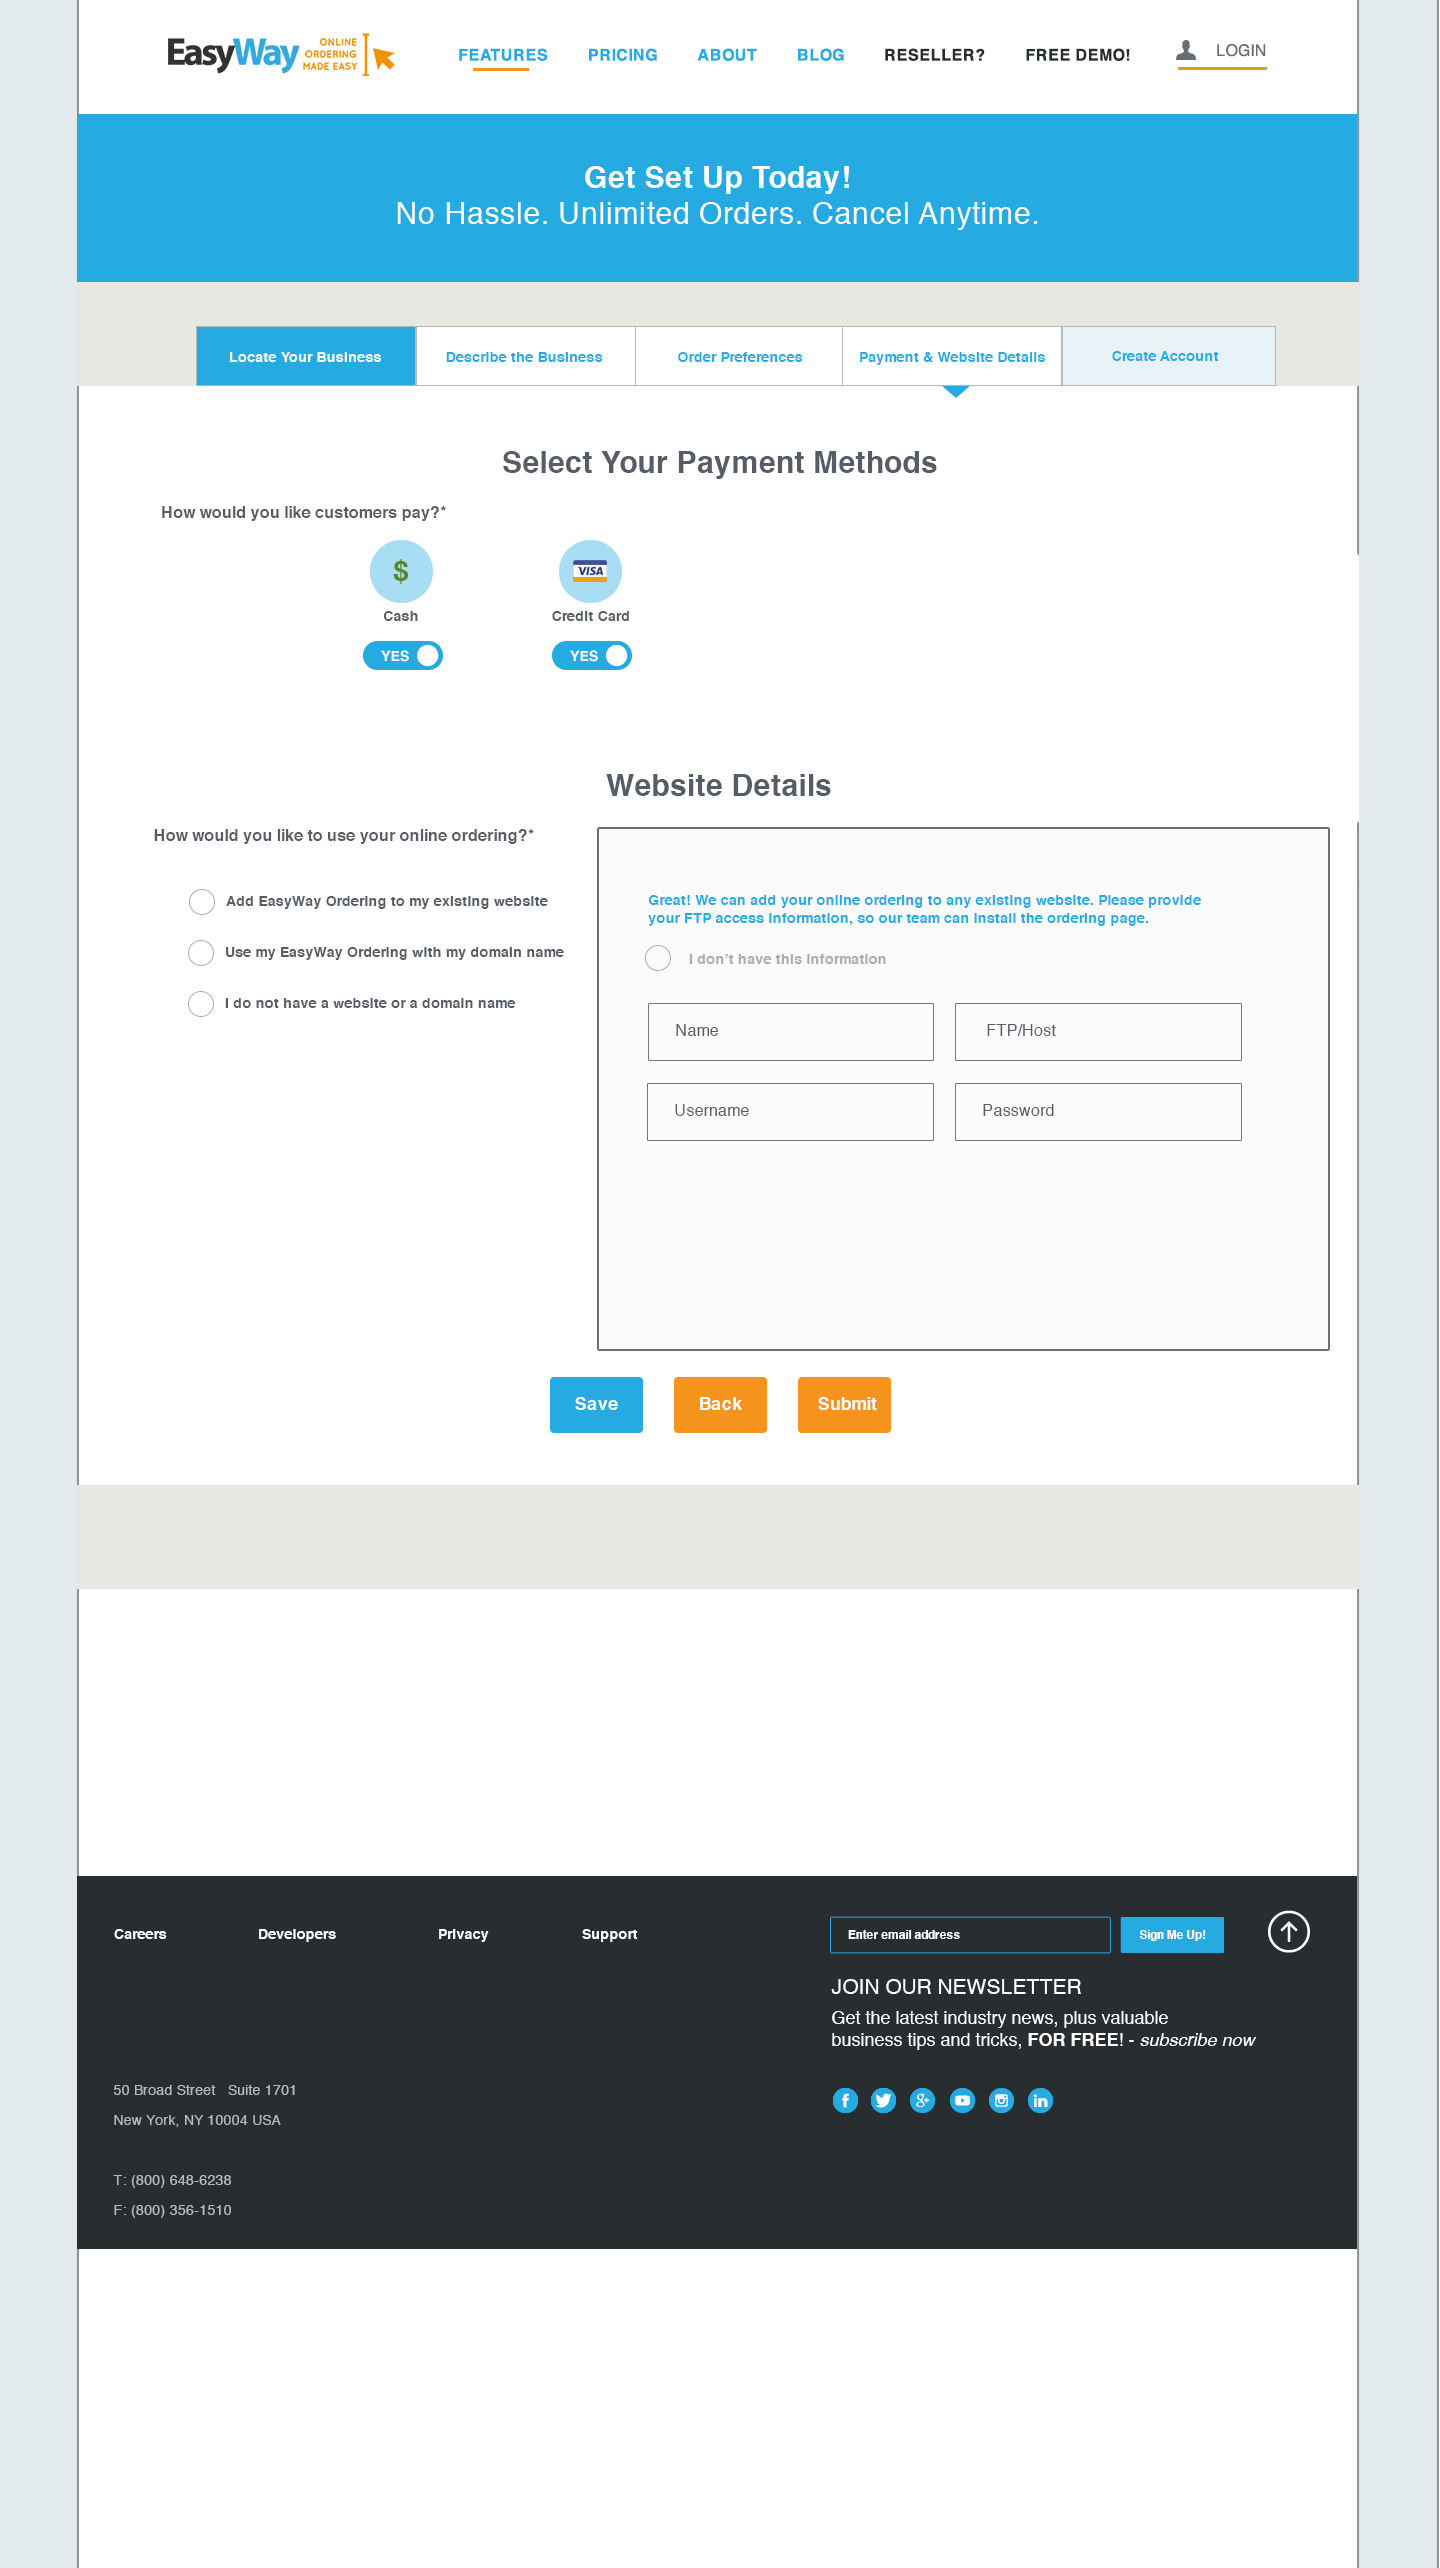 EasyWay
ONLINE
ORDERING
MADE EASY
FEATURES
PRICING
ABOUT
BLOG
RESELLER?
FREE DEMO!
LOGIN
Get Set Up Today!
No Hassle. Unlimited Orders. Cancel Anytime.
Locate Your Business
Describe the Business
Order Preferences
Payment & Website Details
Create Account
Select Your Payment Methods
How would you like customers pay?*
$
VISA
Cash
Credit Card
YES
YES
Website Details
How would you like to use your online ordering?*
Add EasyWay Ordering to my existing website
Use my EasyWay Ordering with my domain name
I do not have a website or a domain name
Great! We can add your online ordering to any existing website. Please provide
your FTP access information, so our team can install the ordering page.
I don't have this information
Name
FTP/Host
Username
Password
Save
Back
Submit
Careers
Developers
Privacy
Support
Enter email address
Sign Me Up!
JOIN OUR NEWSLETTER
Get the latest industry news, plus valuable
business tips and tricks, FOR FREE! - subscribe now
50 Broad Street   Suite 1701
New York, NY 10004 USA
T: (800) 648-6238
F: (800) 356-1510